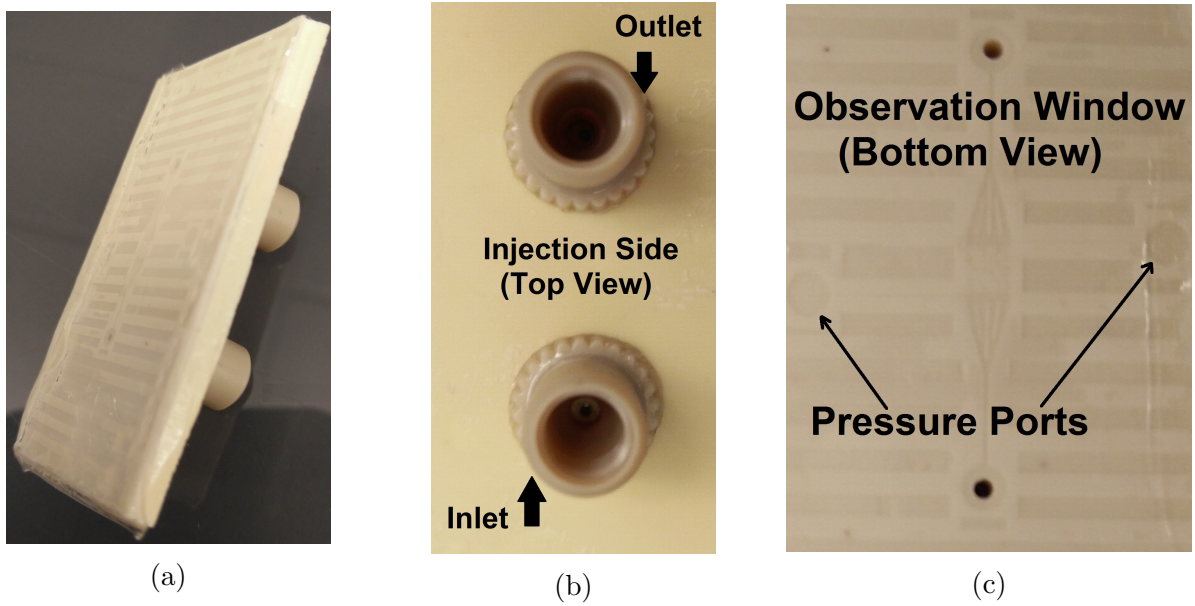 Outlet
Injection Side
(Top View)
Inlet
Observation Window
(Bottom View)
Pressure Ports
(a)
(b)
(c)